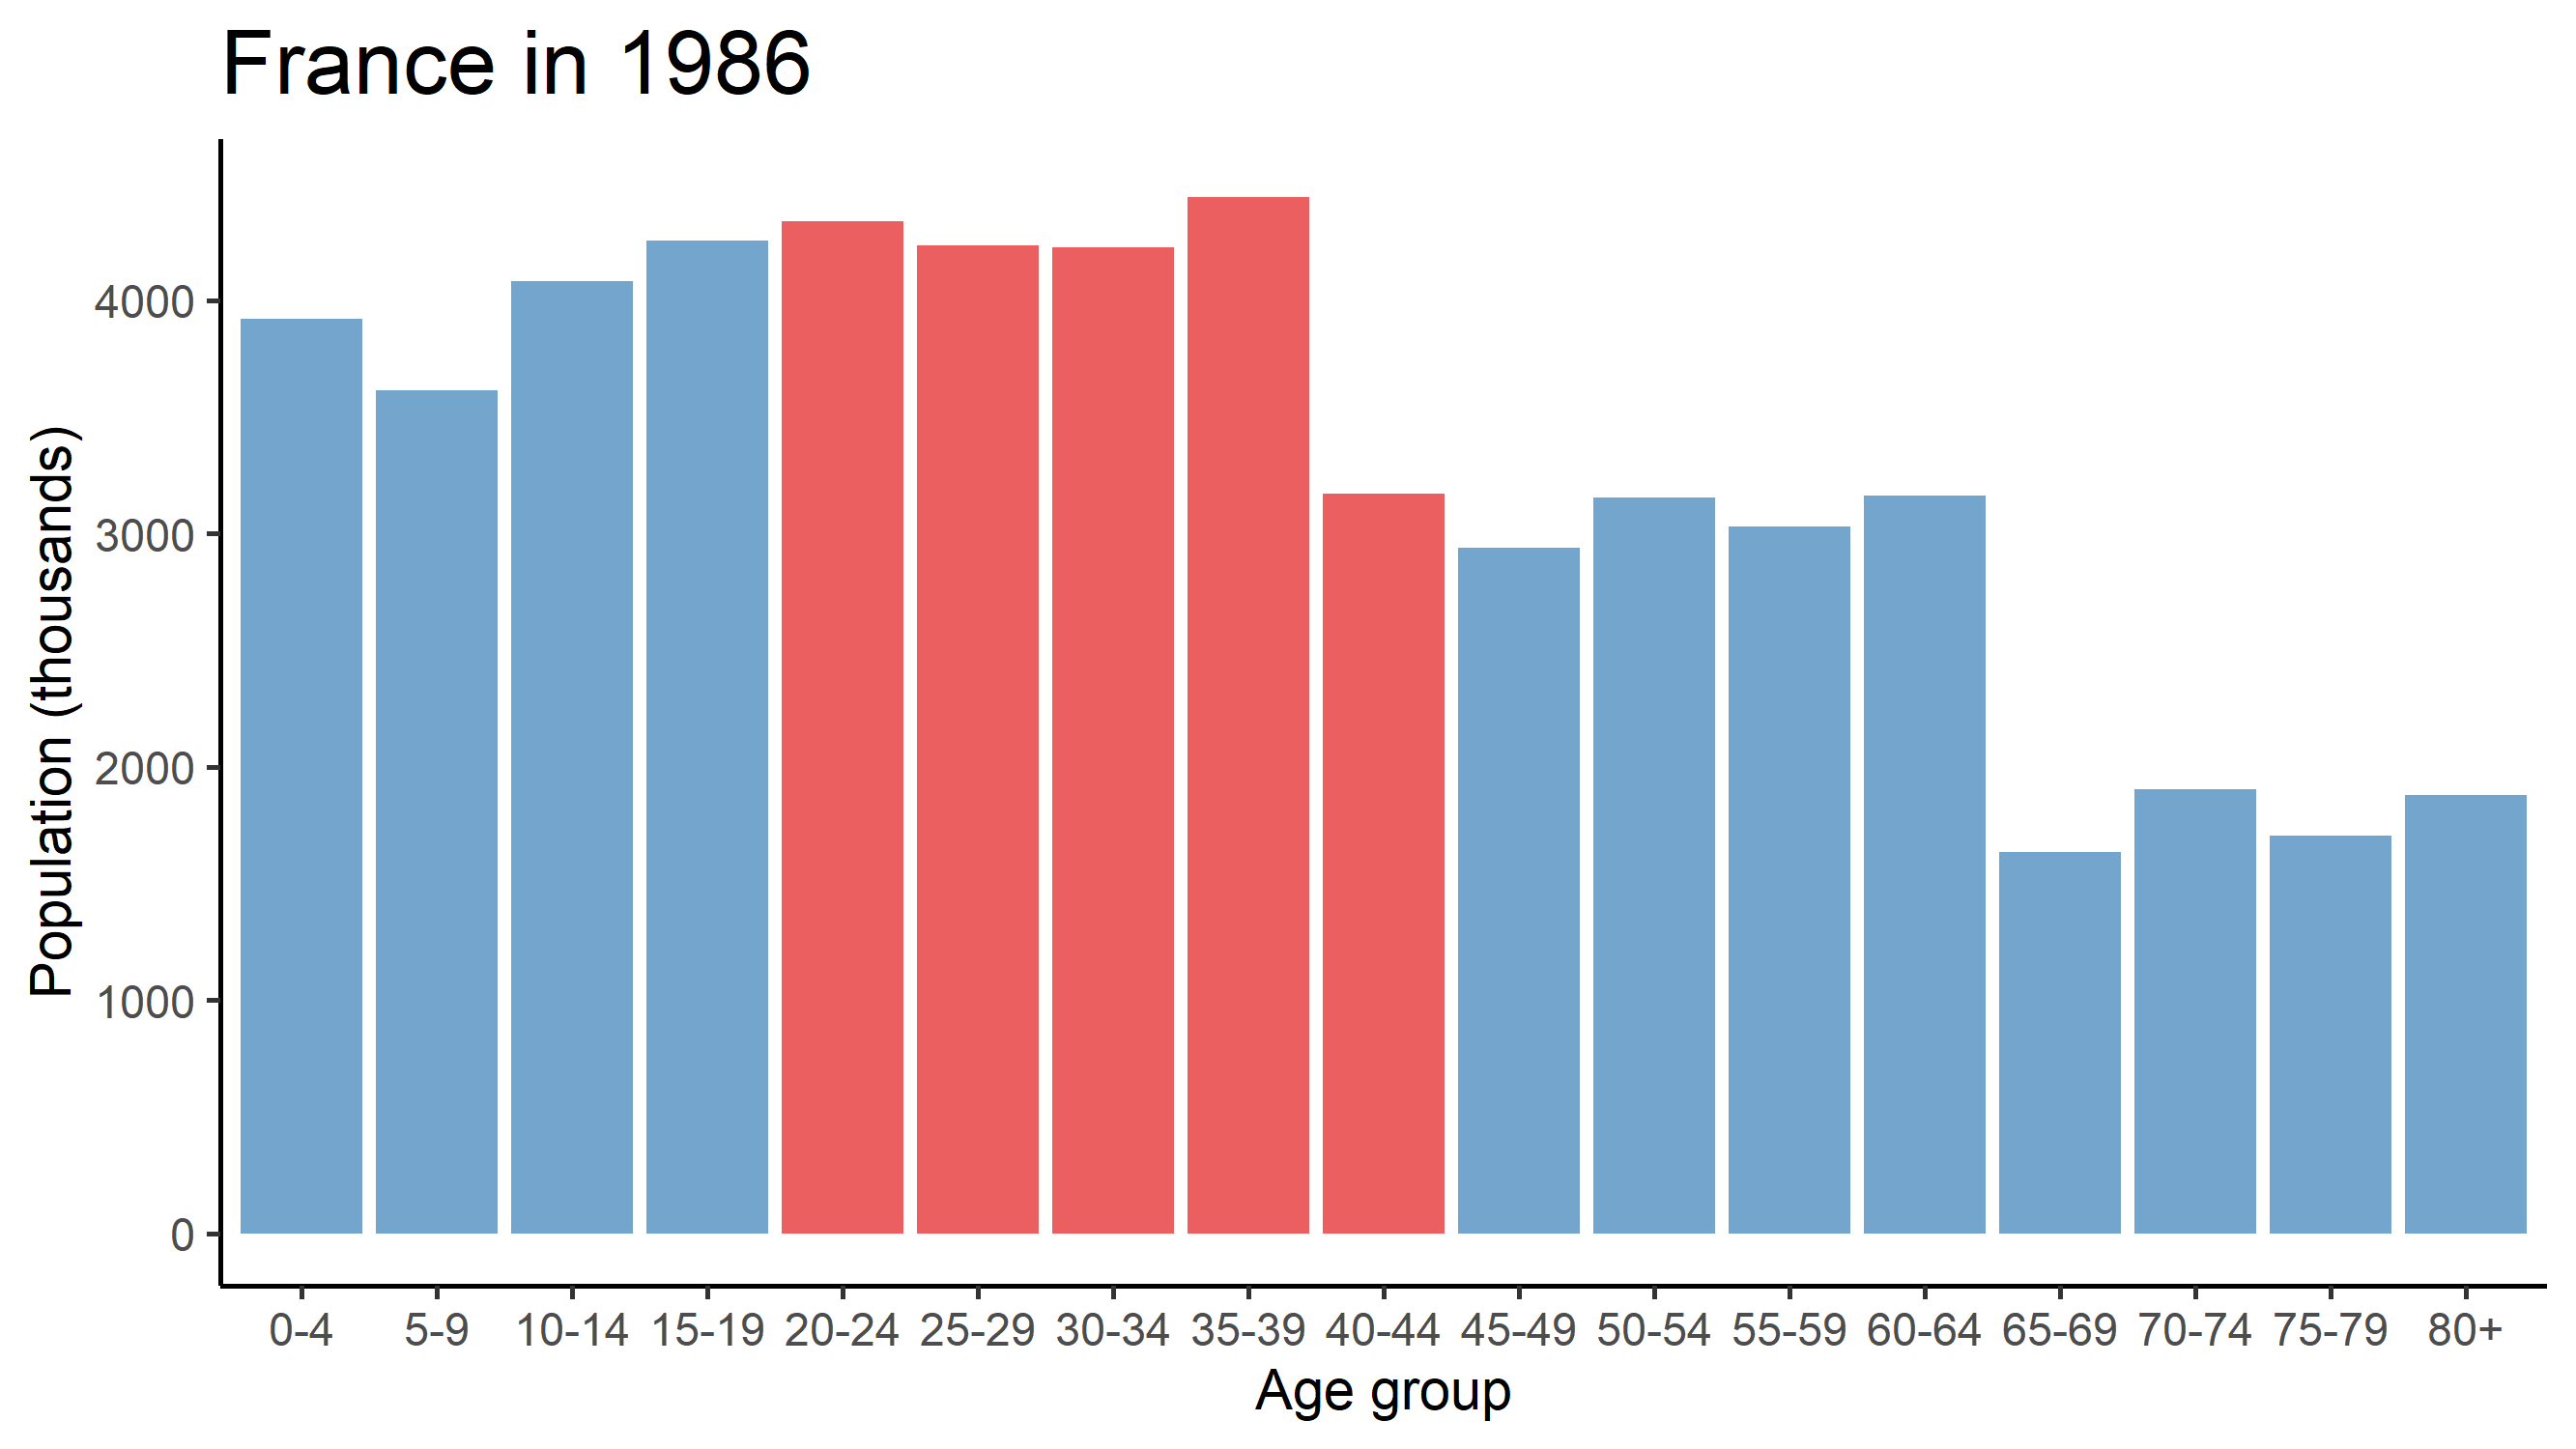 France in 1986
Population (thousands)
4000
3000
2000
1000
0
0-4 5-9 10-14 15-19 20-24 25-29 30-34 35-39 40-44 45-49 50-54 55-59 60-64 65-69 70-74 75-79 80+
Age group